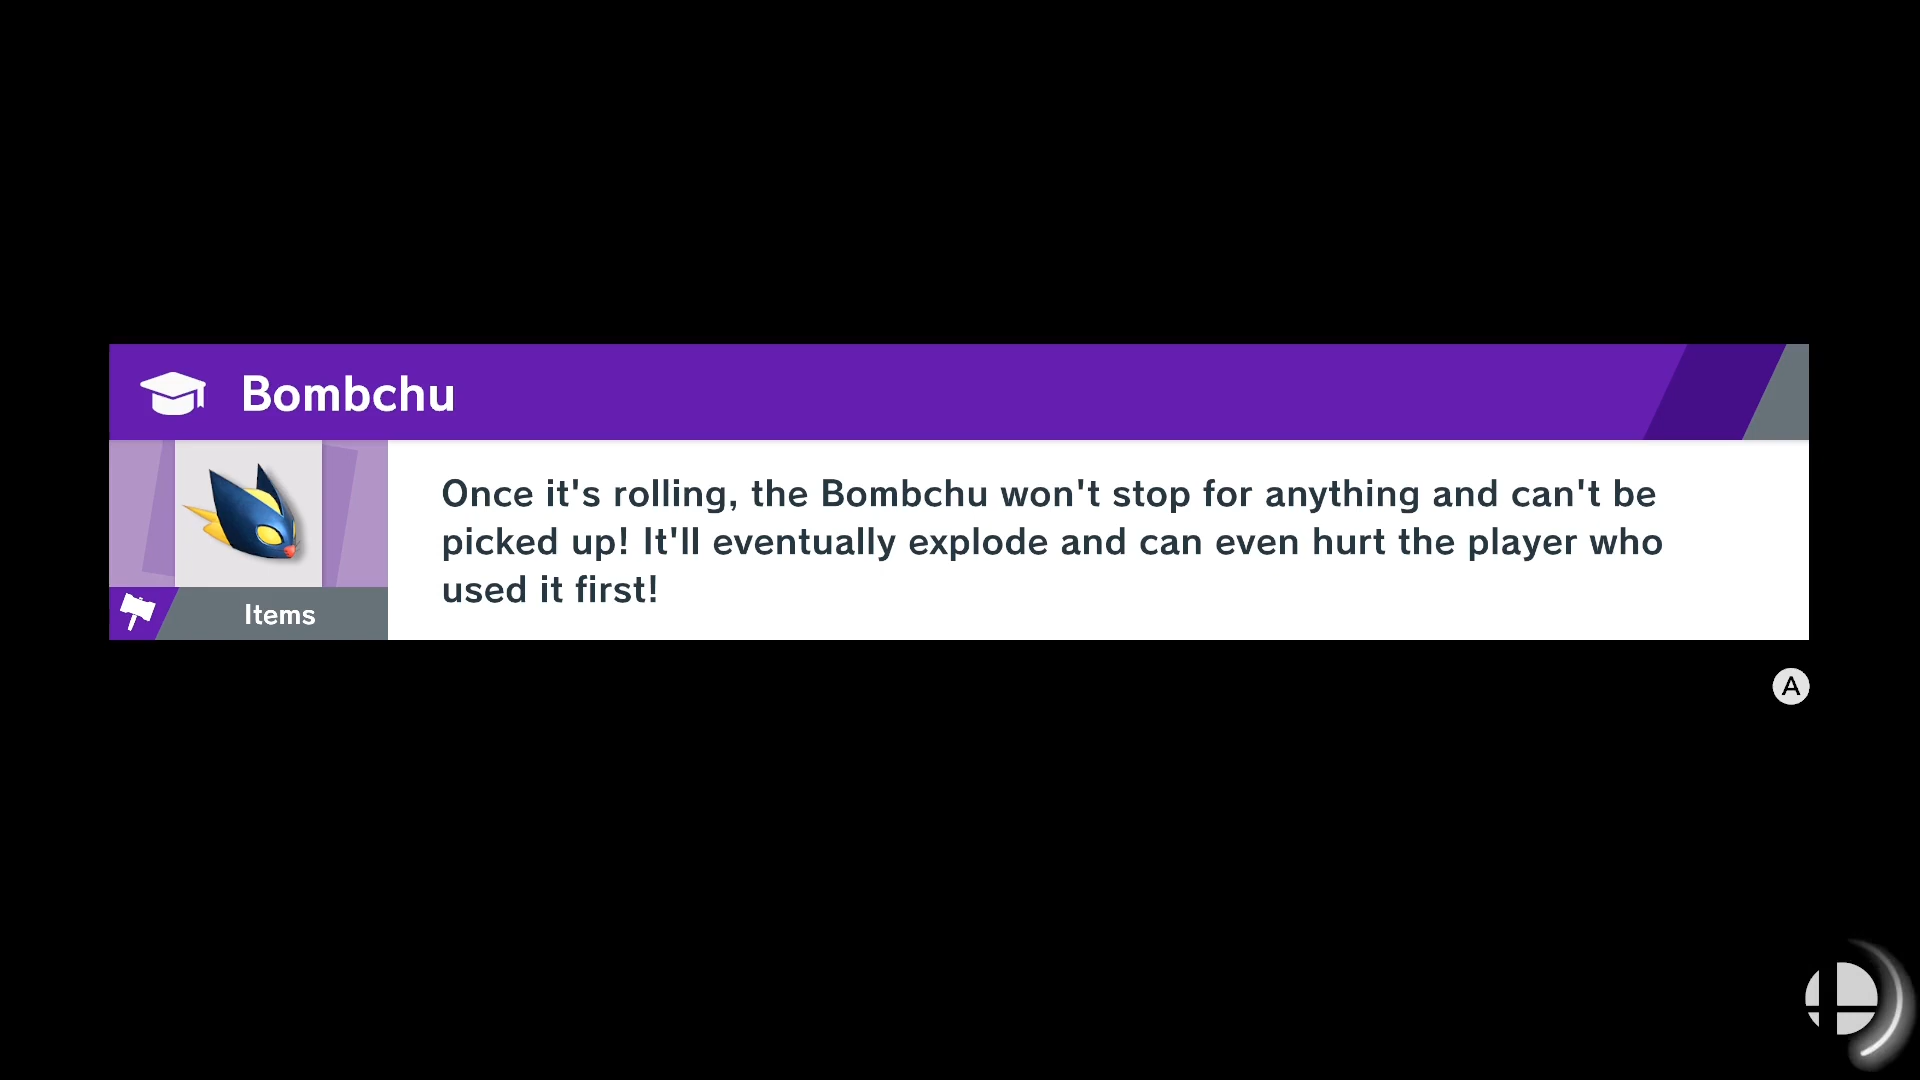 Bombchu
Once it's rolling, the Bombchu won't stop for anything and can't be
picked up! It'll eventually explode and can even hurt the player who
used it first!
Items
A